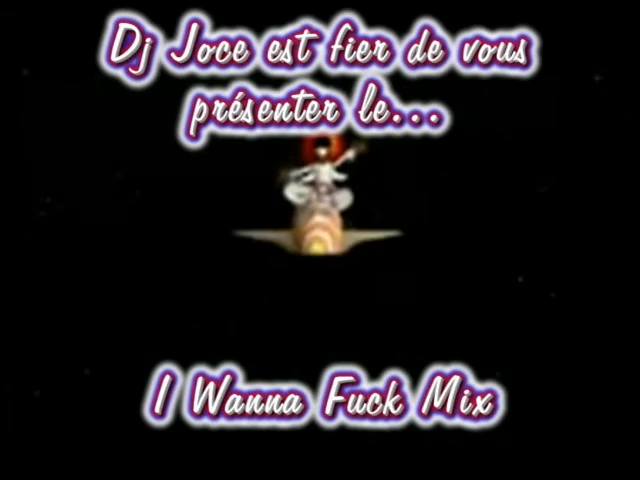 Dj Joce est fier de vous
présenter le...
I Wanna Fuck Mix